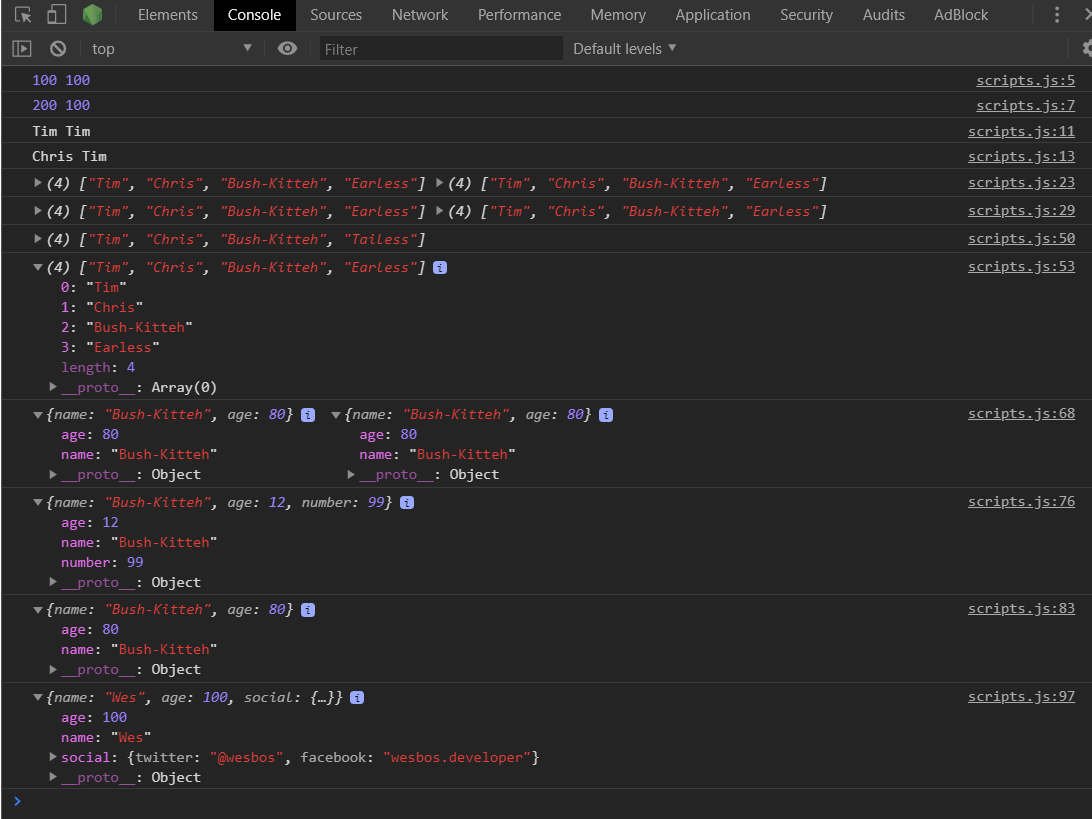 Elements Console Sources Network Performance Memory Application Security Audits AdBlock
top Filter Default levels
100 100 scripts.js:5
200 100 scripts.js:7
Tim Tim scripts.js:11
Chris Tim scripts.js:13
(4) ["Tim", "Chris", "Bush-Kitteh", "Earless"] (4) ["Tim", "Chris", "Bush-Kitteh", "Earless"] scripts.js:23
(4) ["Tim", "Chris", "Bush-Kitteh", "Earless"] (4) ["Tim", "Chris", "Bush-Kitteh", "Earless"] scripts.js:29
(4) ["Tim", "Chris", "Bush-Kitteh", "Tailess"] scripts.js:50
(4) ["Tim", "Chris", "Bush-Kitteh", "Earless"] i scripts.js:53
0: "Tim"
1: "Chris"
2: "Bush-Kitteh"
3: "Earless"
length: 4
__proto__: Array(0)
{name: "Bush-Kitteh", age: 80} i {name: "Bush-Kitteh", age: 80} i scripts.js:68
age: 80 age: 80
name: "Bush-Kitteh" name: "Bush-Kitteh"
__proto__: Object __proto__: Object
{name: "Bush-Kitteh", age: 12, number: 99} i scripts.js:76
age: 12
name: "Bush-Kitteh"
number: 99
__proto__: Object
{name: "Bush-Kitteh", age: 80} i scripts.js:83
age: 80
name: "Bush-Kitteh"
__proto__: Object
{name: "Wes", age: 100, social: {…}} i scripts.js:97
age: 100
name: "Wes"
social: {twitter: "@wesbos", facebook: "wesbos.developer"}
__proto__: Object